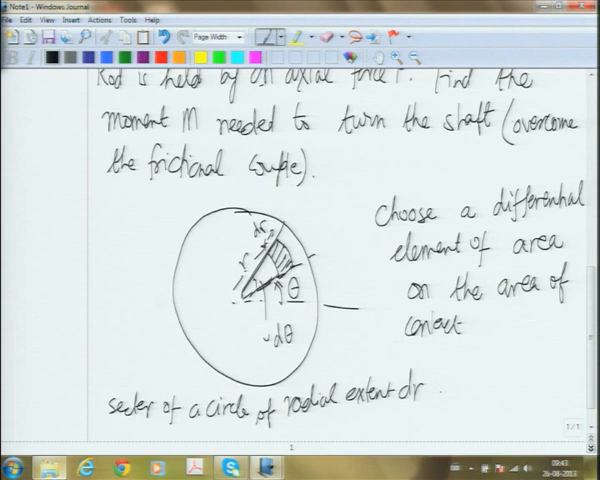 Note1 - Windows Journal
File Edit View Insert Actions Tools Help
Page Width
Rod is held by an axial force P. Find the
moment M needed to turn the shaft (overcome
the frictional couple).
dr
r
θ
dθ
Choose a differential
element of area
on the area of
contact
sector of a circle of radial extent dr.
1/1
1
09:43
26-08-2013